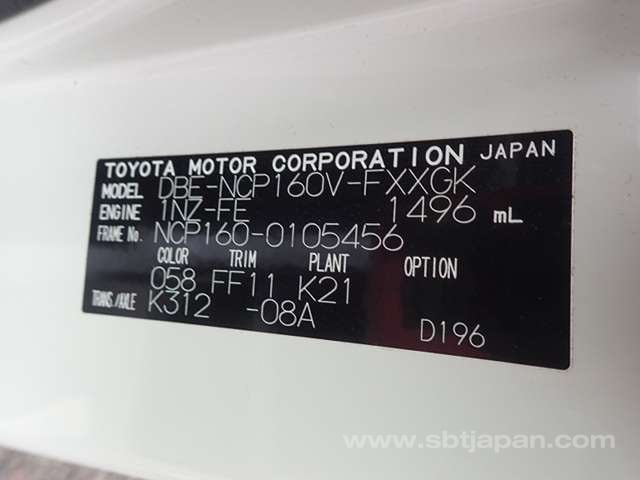 TOYOTA MOTOR CORPORATION JAPAN
MODEL DBE-NCP160V-FXXGK
ENGINE 1NZ-FE 1496 mL
FRAME No. NCP160-0105456
COLOR TRIM PLANT OPTION
058 FF11 K21
TRANS./AXLE K312 -08A
D196
www.sbtjapan.com